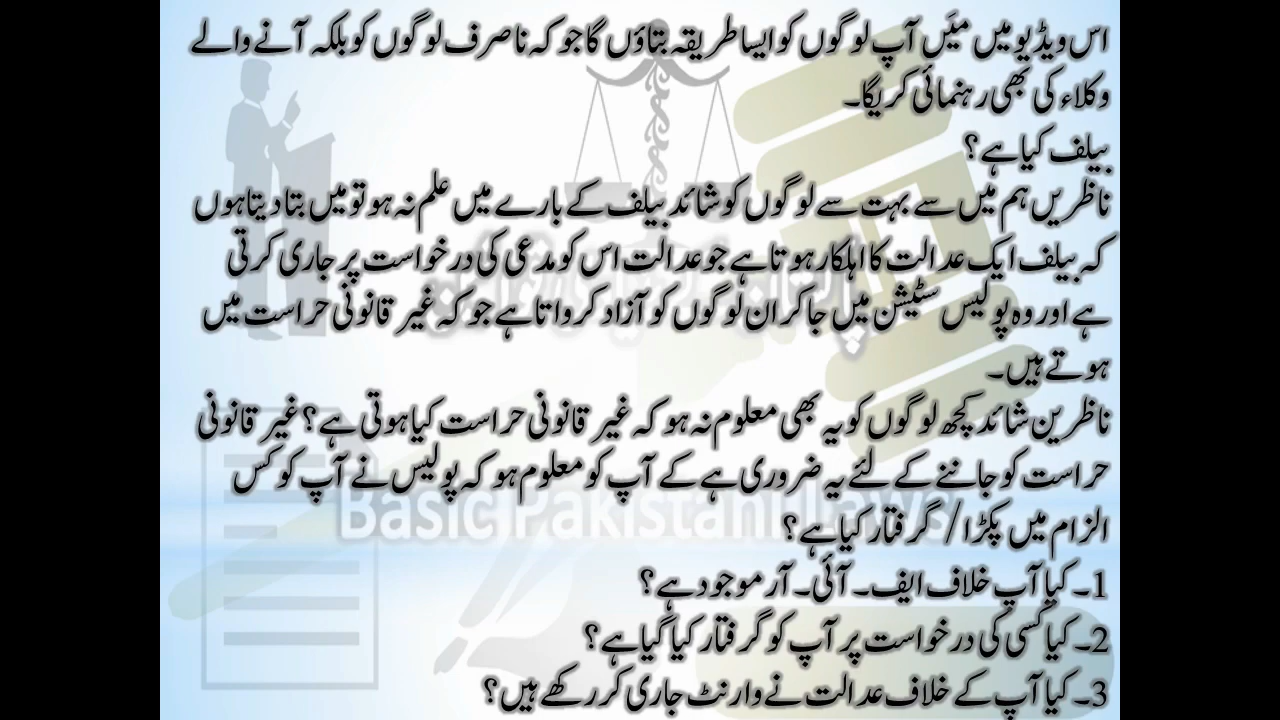 اس ویڈیو میں میَں آپ لوگوں کو ایسا طریقہ بتاؤں گا جو کہ نا صرف لوگوں کو بلکہ آنے والے
وکلاء کی بھی رہنمائی کریگا۔
بیلف کیا ہے؟
ناظریں ہم میں سے بہت سے لوگوں کو شائد بیلف کے بارے میں علم نہ ہو تو میں بتا دیتا ہوں
کہ بیلف ایک عدالت کا اہلکار ہوتا ہے جو عدالت اس کو مدعی کی درخواست پر جاری کرتی
ہے اور وہ پولیس سٹیشن میں جا کر ان لوگوں کو آزاد کرواتا ہے جو کہ غیر قانونی حراست میں
ہوتے ہیں۔
ناظرین شائد کچھ لوگوں کو یہ بھی معلوم نہ ہو کہ غیر قانونی حراست کیا ہوتی ہے؟ غیر قانونی
حراست کو جاننے کے لئے یہ ضروری ہے کے آپ کو معلوم ہو کہ پولیس نے آپ کو کس
الزام میں پکڑا / گرفتار کیا ہے؟
Basic Pakistani Laws
1۔ کیا آپ خلاف ایف۔ آئی۔ آر موجود ہے؟
2۔ کیا کسی کی درخواست پر آپ کو گرفتار کیا گیا ہے؟
3۔ کیا آپ کے خلاف عدالت نے وارنٹ جاری کر رکھے ہیں؟